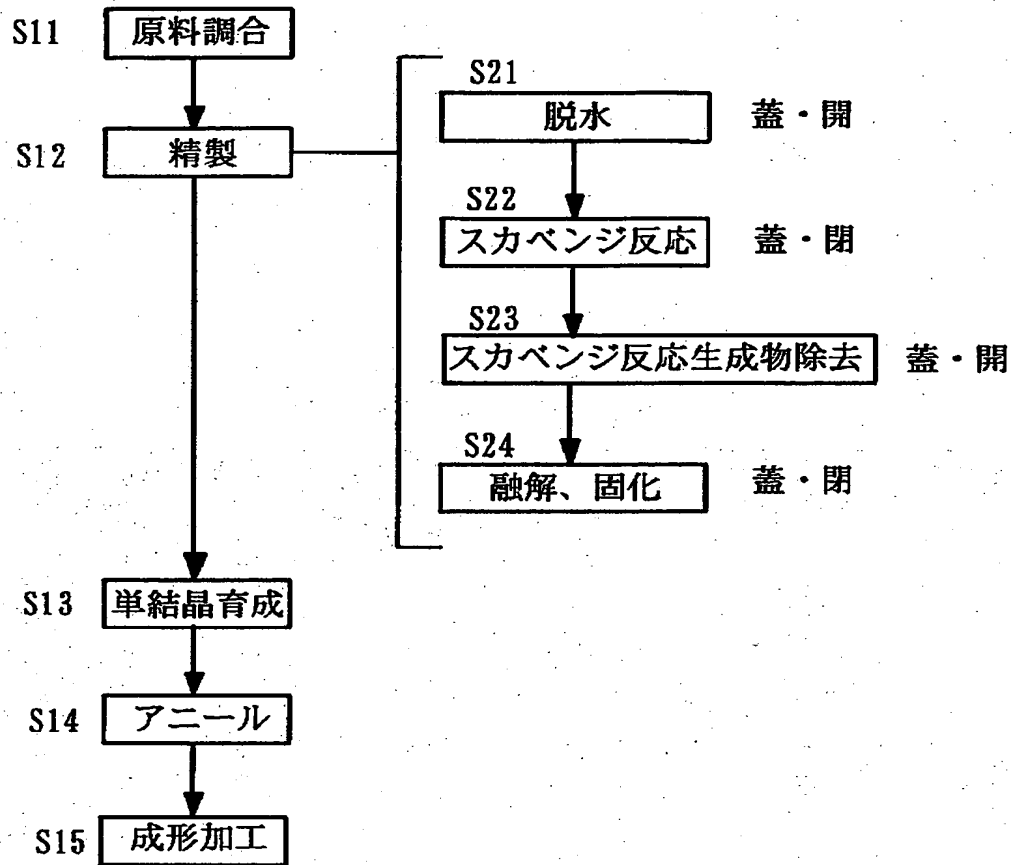 S11 原料調合
S12 精製
S21
脱水 蓋・開
S22
スカベンジ反応 蓋・閉
S23
スカベンジ反応生成物除去 蓋・開
S24
融解、固化 蓋・閉
S13 単結晶育成
S14 アニール
S15 成形加工